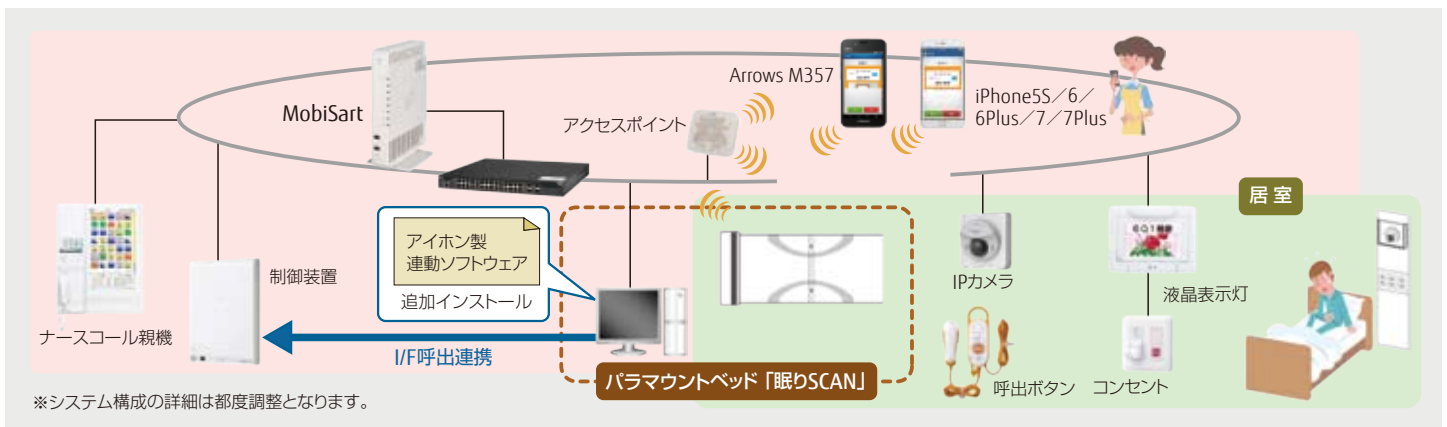 MobiSart
アクセスポイント
Arrows M357
iPhone5S／6／
6Plus／7／7Plus
居室
アイホン製
連動ソフトウェア
追加インストール
制御装置
ナースコール親機
I/F呼出連携
パラマウントベッド「眠りSCAN」
IPカメラ
液晶表示灯
呼出ボタン
コンセント
※システム構成の詳細は都度調整となります。